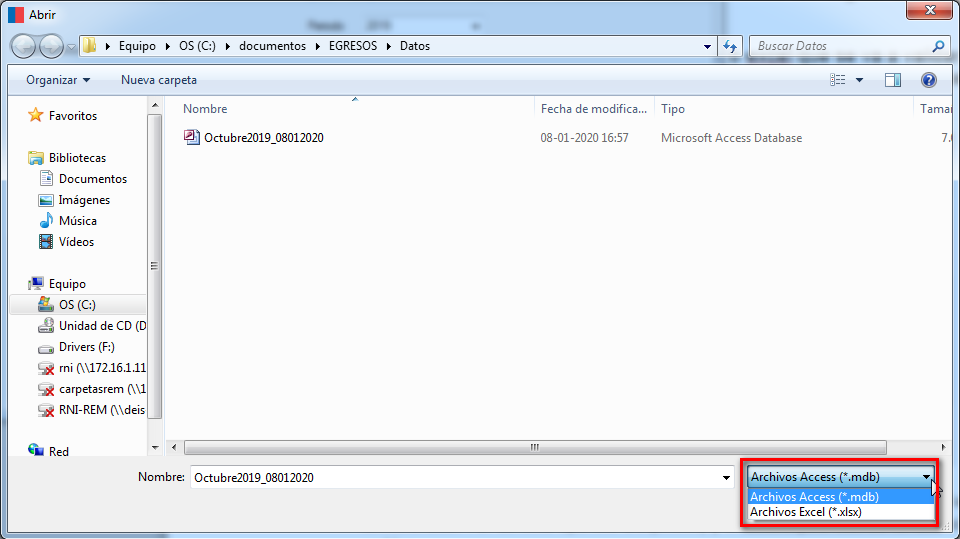 Abrir
Período 2019
Equipo ▸ OS (C:) ▸ documentos ▸ EGRESOS ▸ Datos
Buscar Datos
Organizar
Nueva carpeta
Favoritos
Bibliotecas
Documentos
Imágenes
Música
Vídeos
Equipo
OS (C:)
Unidad de CD (D
Drivers (F:)
rni (\\172.16.1.11
carpetasrem (\\1
RNI-REM (\\deis
Red
Nombre Fecha de modifica... Tipo Tamar
Octubre2019_08012020 08-01-2020 16:57 Microsoft Access Database 7.
Nombre: Octubre2019_08012020
Archivos Access (*.mdb)
Archivos Access (*.mdb)
Archivos Excel (*.xlsx)